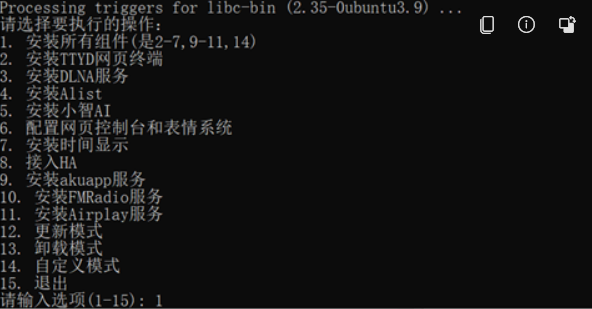 Processing triggers for libc-bin (2.35-0ubuntu3.9) ...
请选择要执行的操作:
1. 安装所有组件(是2-7,9-11,14)
2. 安装TTYD网页终端
3. 安装DLNA服务
4. 安装Alist
5. 安装小智AI
6. 配置网页控制台和表情系统
7. 安装时间显示
8. 接入HA
9. 安装akuapp服务
10. 安装FMRadio服务
11. 安装Airplay服务
12. 更新模式
13. 卸载模式
14. 自定义模式
15. 退出
请输入选项(1-15): 1